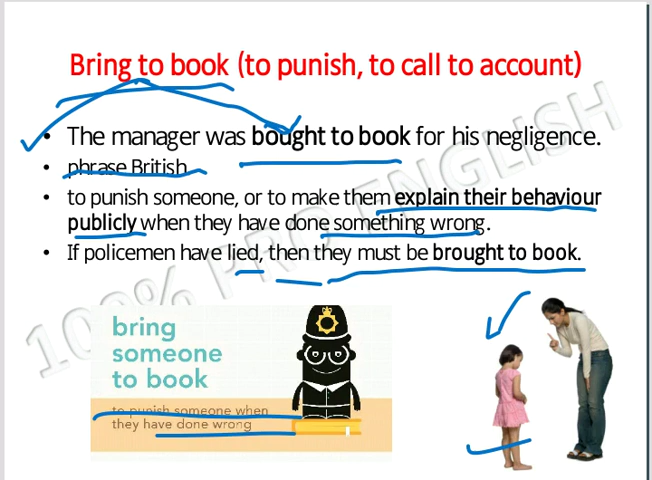 Bring to book (to punish, to call to account)
• The manager was bought to book for his negligence.
• phrase British
• to punish someone, or to make them explain their behaviour
publicly when they have done something wrong.
• If policemen have lied, then they must be brought to book.
100% PRO ENGLISH
bring
someone
to book
to punish someone when
they have done wrong